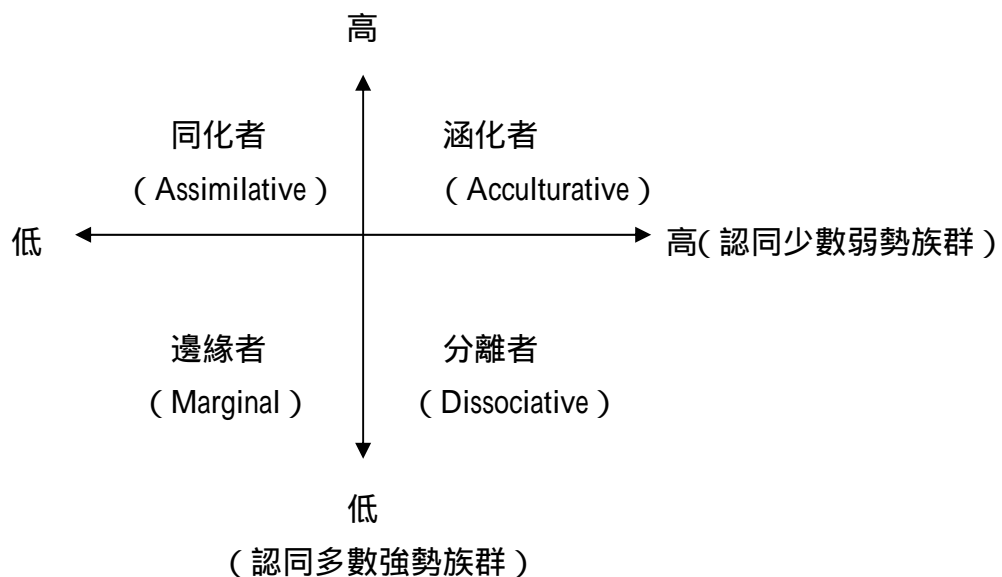 高
同化者 涵化者
（Assimilative） （Acculturative）
低 高（認同少數弱勢族群）
邊緣者 分離者
（Marginal） （Dissociative）
低
（認同多數強勢族群）